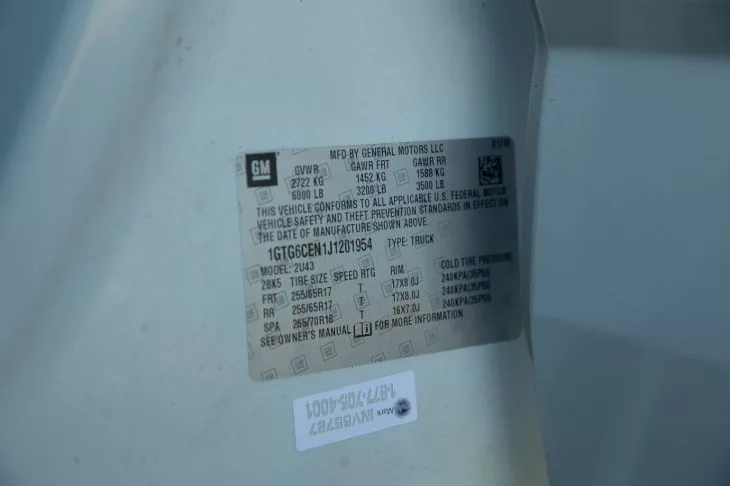 GM
MFD BY GENERAL MOTORS LLC
GVWR GAWR FRT GAWR RR
2722 KG 1452 KG 1588 KG
6000 LB 3200 LB 3500 LB
THIS VEHICLE CONFORMS TO ALL APPLICABLE U.S. FEDERAL MOTOR
VEHICLE SAFETY AND THEFT PREVENTION STANDARDS IN EFFECT ON
THE DATE OF MANUFACTURE SHOWN ABOVE.
1GTG6CEN1J1201954 TYPE: TRUCK
MODEL: 2U43
2BK5 TIRE SIZE SPEED RTG RIM COLD TIRE PRESSURE
FRT 255/65R17 T 17X8.0J 240KPA(35PSI)
RR 255/65R17 T 17X8.0J 240KPA(35PSI)
SPA 265/70R16 T 16X7.0J 240KPA(35PSI)
SEE OWNER'S MANUAL FOR MORE INFORMATION
1-877-705-4001
Mark